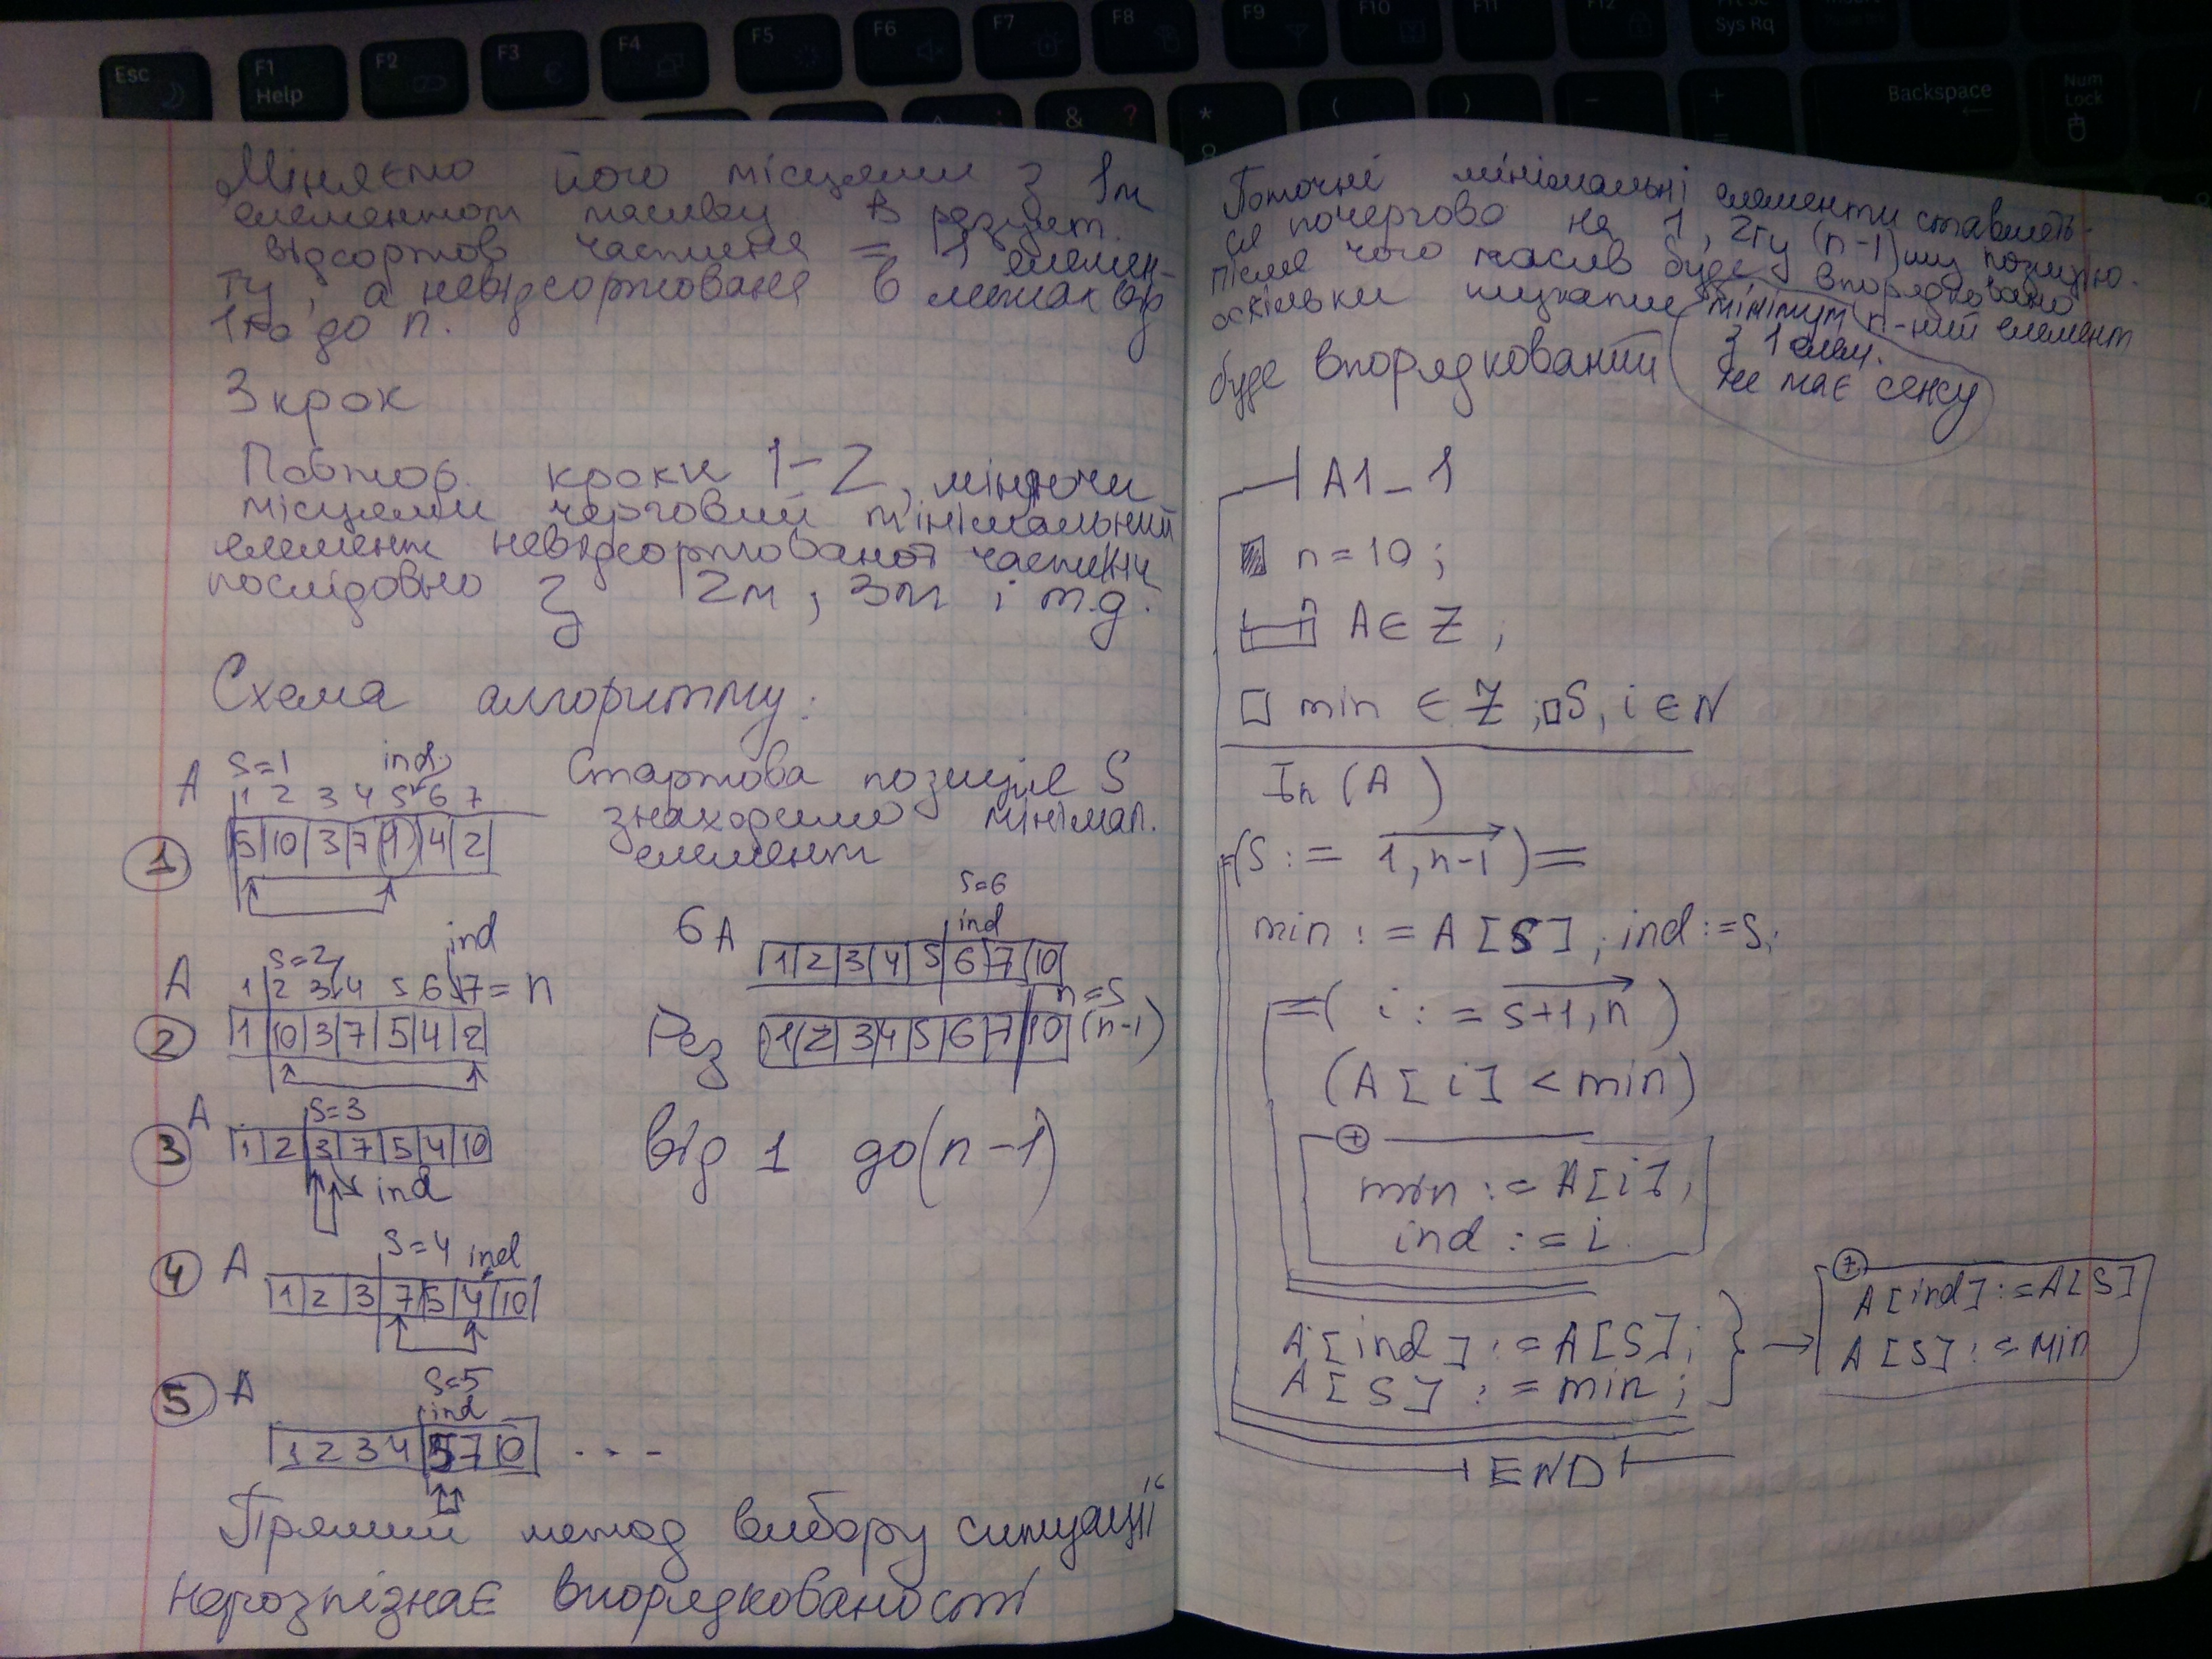 Esc
F1
Help
F2
F3
F4
F5
F6
F7
F8
F9
F10
F11
F12
Sys Rq
Backspace
Num
Lock
Міняємо його місцями з 1м
елементом масиву. В результ.
відсортов частина = 1 елемен-
ту, а невідсортована в межах від
1го до n.
3 крок
Повтор. кроки 1-2, міняючи
місцями черговий мінімальний
елемент невідсортованої частини
послідовно з 2м, 3м і т.д.
Схема алгоритму:
A S=1 ind
1 2 3 4 5 6 7
① 5 10 3 7 1 4 2
Стартова позиція S
знаходимо мінімал.
елемент
A S=2 ind
1 2 3 4 5 6 7 = n
② 1 10 3 7 5 4 2
A S=3
③ 1 2 3 7 5 4 10
ind
④ A S=4 ind
1 2 3 7 5 4 10
⑤ A S=5
ind
1 2 3 4 5 7 10 ...
S=6
6 A ind
1 2 3 4 5 6 7 10
n=S
Рез 1 2 3 4 5 6 7 10 (n-1)
від 1 до (n-1)
Прямий метод вибору ситуації
нерозпізнає впорядкованості
Поточні мінімальні елементи ставлять-
ся почергово на 1, 2гу (n-1)шу позицію.
після чого масив буде впорядковано
оскільки n-ний елемент
буде впорядкований
шукати мінімум
з 1 елем.
не має сенсу
A1_1
n=10;
n A∈Z;
min ∈ Z; S, i ∈ N
In (A)
(S := 1, n-1)=
min := A[S]; ind := S;
=( i := S+1, n )
(A[i] < min)
+
min := A[i];
ind := i.
A[ind] := A[S];
A[S] := min;
+
A[ind] := A[S]
A[S] := min
END